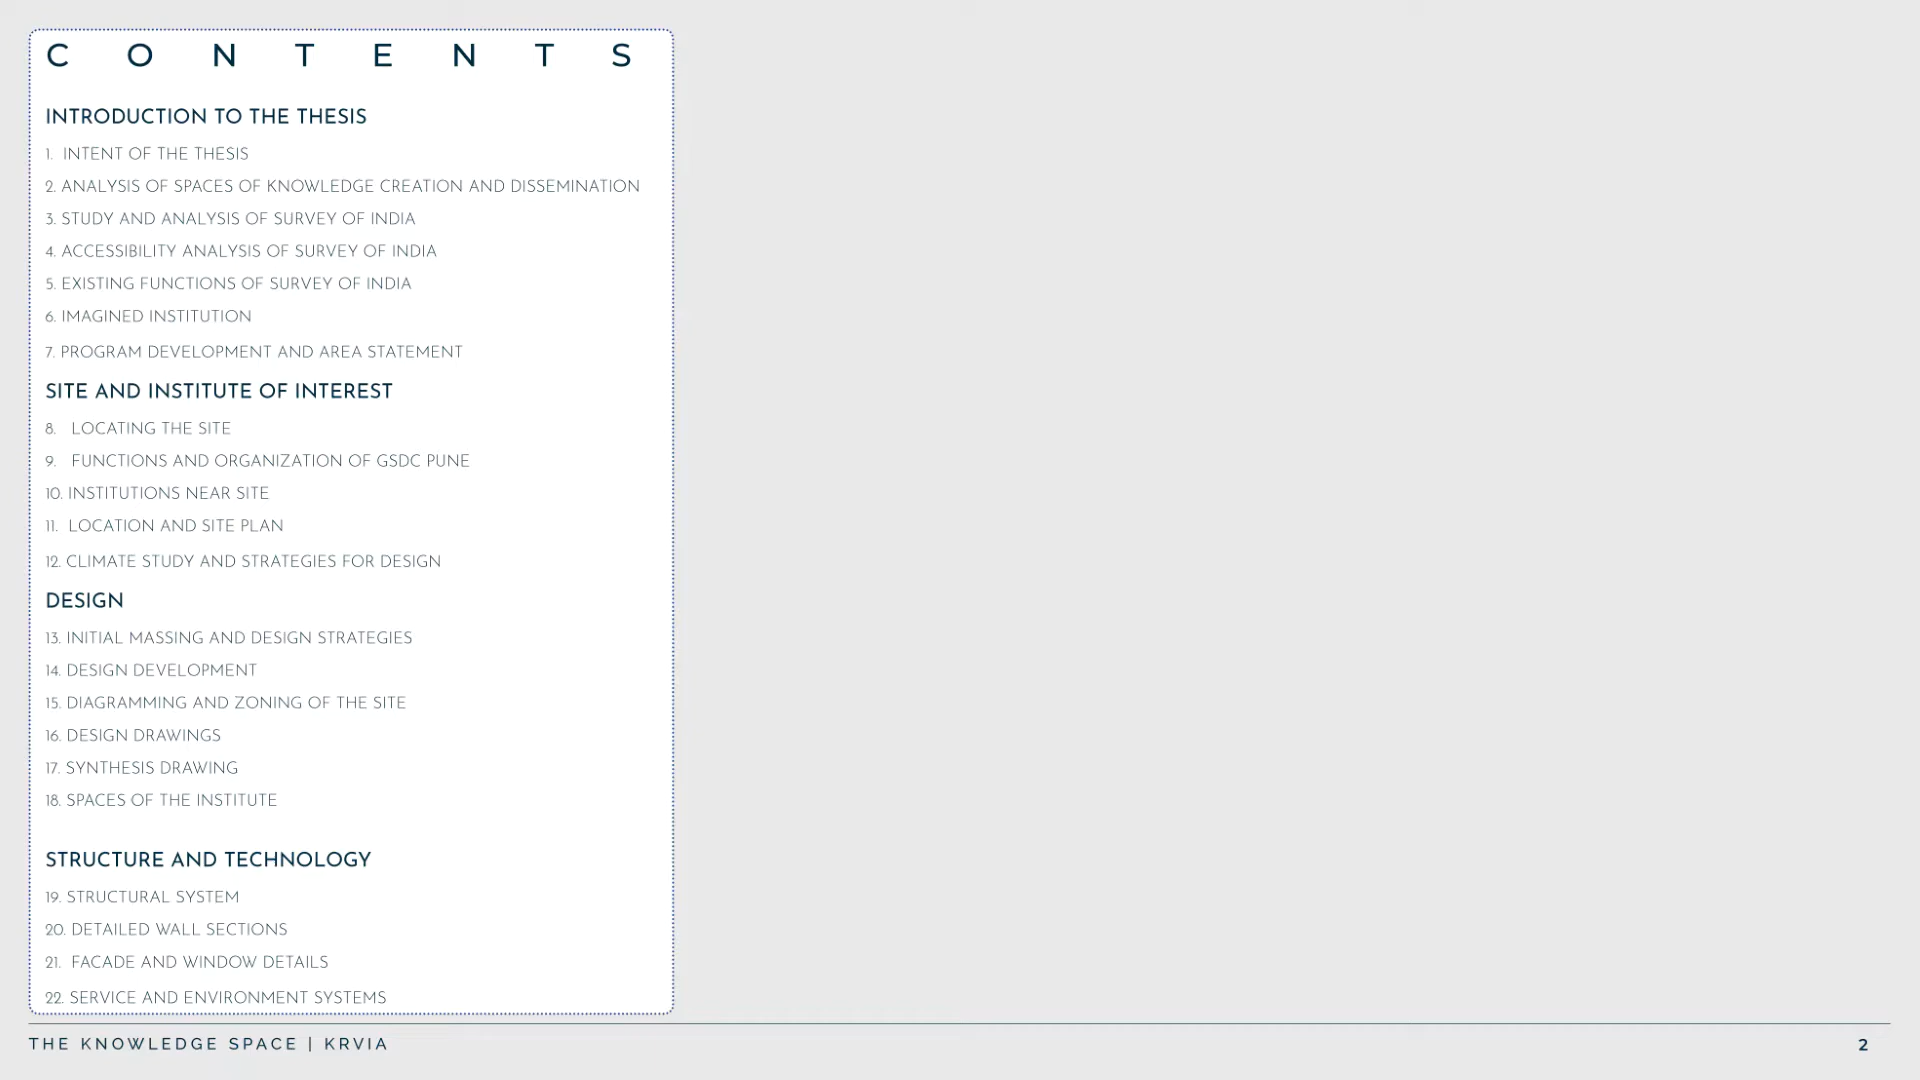 CONTENTS
INTRODUCTION TO THE THESIS
1. INTENT OF THE THESIS
2. ANALYSIS OF SPACES OF KNOWLEDGE CREATION AND DISSEMINATION
3. STUDY AND ANALYSIS OF SURVEY OF INDIA
4. ACCESSIBILITY ANALYSIS OF SURVEY OF INDIA
5. EXISTING FUNCTIONS OF SURVEY OF INDIA
6. IMAGINED INSTITUTION
7. PROGRAM DEVELOPMENT AND AREA STATEMENT
SITE AND INSTITUTE OF INTEREST
8. LOCATING THE SITE
9. FUNCTIONS AND ORGANIZATION OF GSDC PUNE
10. INSTITUTIONS NEAR SITE
11. LOCATION AND SITE PLAN
12. CLIMATE STUDY AND STRATEGIES FOR DESIGN
DESIGN
13. INITIAL MASSING AND DESIGN STRATEGIES
14. DESIGN DEVELOPMENT
15. DIAGRAMMING AND ZONING OF THE SITE
16. DESIGN DRAWINGS
17. SYNTHESIS DRAWING
18. SPACES OF THE INSTITUTE
STRUCTURE AND TECHNOLOGY
19. STRUCTURAL SYSTEM
20. DETAILED WALL SECTIONS
21. FACADE AND WINDOW DETAILS
22. SERVICE AND ENVIRONMENT SYSTEMS
THE KNOWLEDGE SPACE | KRVIA
2